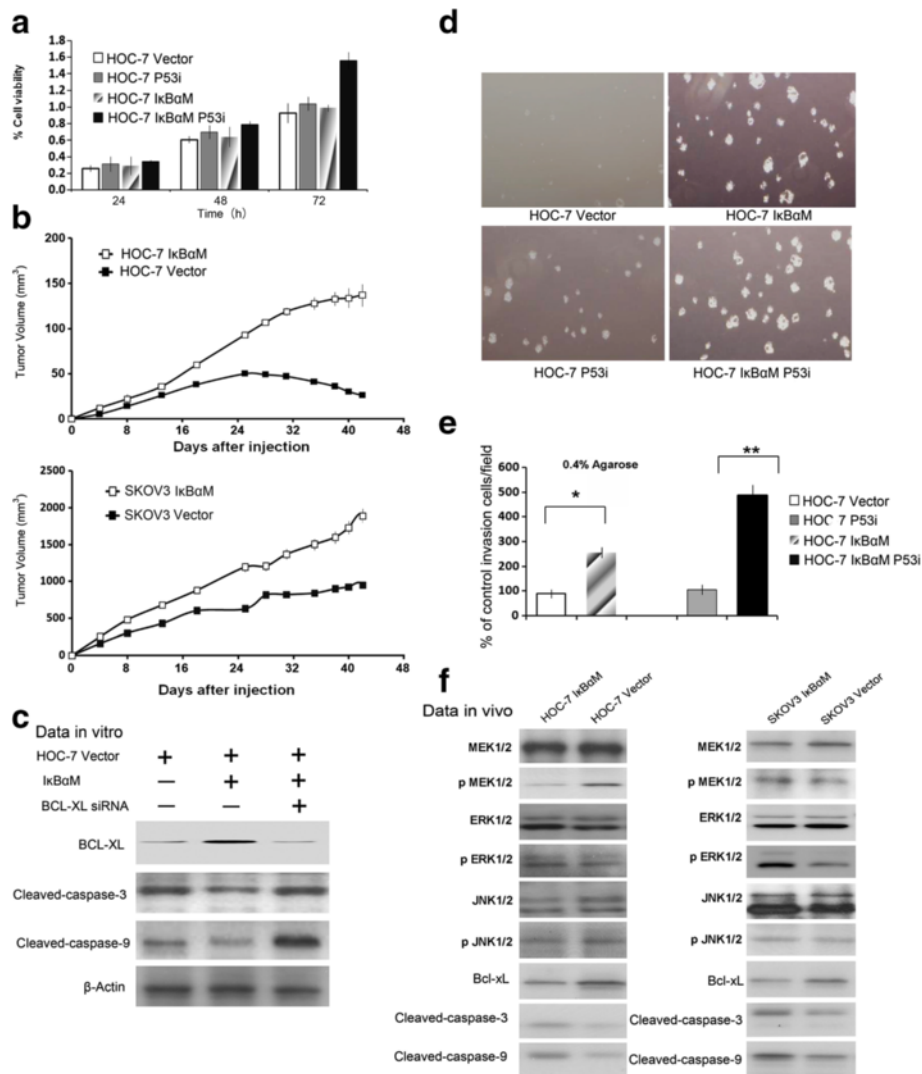 a
HOC-7 Vector
HOC-7 P53i
HOC-7 IκBαM
HOC-7 IκBαM P53i
% Cell viability
1.8
1.6
1.4
1.2
1.0
0.8
0.6
0.4
0.2
0.0
24
48
72
Time (h)
b
HOC-7 IκBαM
HOC-7 Vector
Tumor Volume (mm³)
200
150
100
50
0
0 8 16 24 32 40 48
Days after injection
SKOV3 IκBαM
SKOV3 Vector
Tumor Volume (mm³)
2500
2000
1500
1000
500
0
0 8 16 24 32 40 48
Days after injection
c
Data in vitro
HOC-7 Vector + + +
IκBαM — + +
BCL-XL siRNA — — +
BCL-XL
Cleaved-caspase-3
Cleaved-caspase-9
β-Actin
d
HOC-7 Vector
HOC-7 IκBαM
HOC-7 P53i
HOC-7 IκBαM P53i
e
0.4% Agarose
% of control invasion cells/field
600
500
400
300
200
100
0
*
**
HOC-7 Vector
HOC-7 P53i
HOC-7 IκBαM
HOC-7 IκBαM P53i
f
Data in vivo
HOC-7 IκBαM
HOC-7 Vector
MEK1/2
p MEK1/2
ERK1/2
p ERK1/2
JNK1/2
p JNK1/2
Bcl-xL
Cleaved-caspase-3
Cleaved-caspase-9
SKOV3 IκBαM
SKOV3 Vector
MEK1/2
p MEK1/2
ERK1/2
p ERK1/2
JNK1/2
p JNK1/2
Bcl-xL
Cleaved-caspase-3
Cleaved-caspase-9